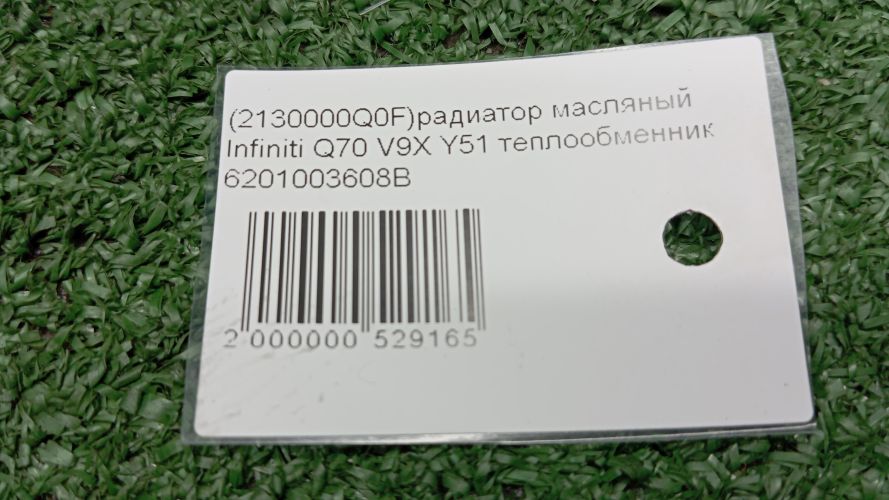 (2130000Q0F)радиатор масляный
Infiniti Q70 V9X Y51 теплообменник
6201003608B
2 000000 529165